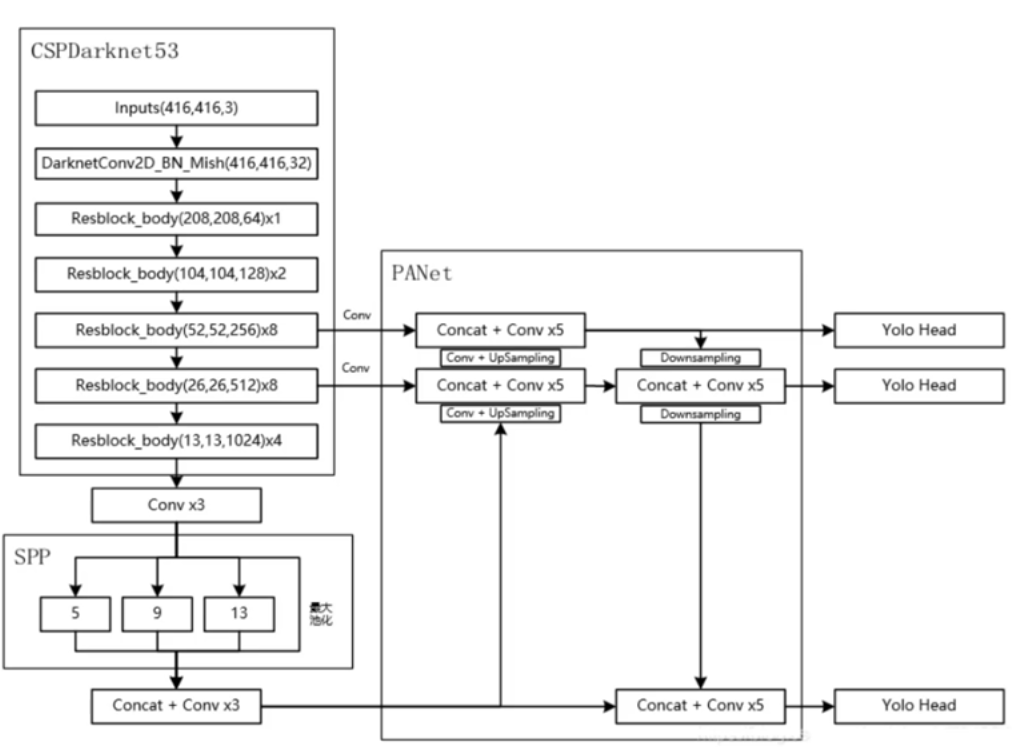 CSPDarknet53
Inputs(416,416,3)
DarknetConv2D_BN_Mish(416,416,32)
Resblock_body(208,208,64)x1
Resblock_body(104,104,128)x2
Resblock_body(52,52,256)x8
Resblock_body(26,26,512)x8
Resblock_body(13,13,1024)x4
Conv x3
SPP
5
9
13
最大
池化
Concat + Conv x3
Conv
Conv
PANet
Concat + Conv x5
Conv + UpSampling
Concat + Conv x5
Conv + UpSampling
Downsampling
Concat + Conv x5
Downsampling
Concat + Conv x5
Yolo Head
Yolo Head
Yolo Head